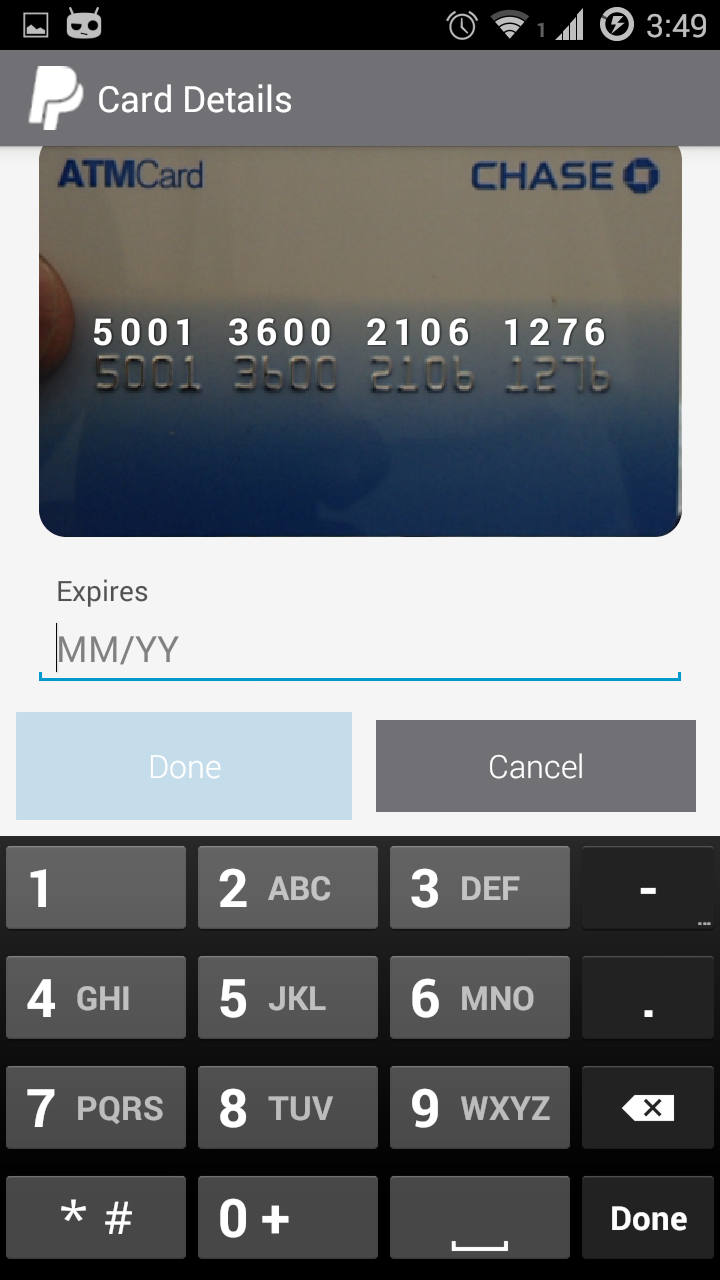 1 3:49
Card Details
ATMCard CHASE
5001 3600 2106 1276
5001 3600 2106 1276
Expires
MM/YY
Done Cancel
1 2 ABC 3 DEF -
...
4 GHI 5 JKL 6 MNO .
7 PQRS 8 TUV 9 WXYZ
* # 0 + Done